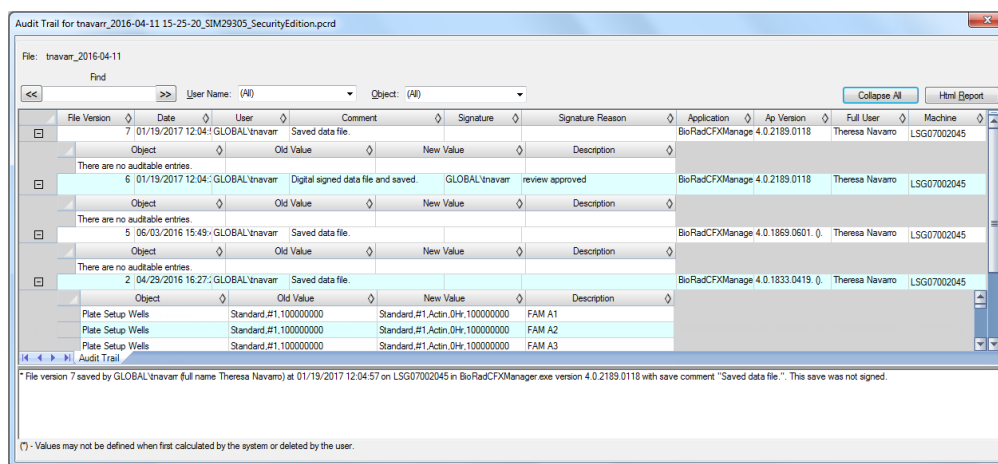 Audit Trail for tnavarr_2016-04-11 15-25-20_SIM29305_SecurityEdition.pcrd
File: tnavarr_2016-04-11
Find
<< >> User Name: (All) Object: (All) Collapse All Html Report
File Version Date User Comment Signature Signature Reason Application Ap Version Full User Machine
7 01/19/2017 12:04:5 GLOBAL\tnavarr Saved data file. BioRadCFXManage 4.0.2189.0118 Theresa Navarro LSG07002045
Object Old Value New Value Description
There are no auditable entries.
6 01/19/2017 12:04: GLOBAL\tnavarr Digital signed data file and saved. GLOBAL\tnavarr review approved BioRadCFXManage 4.0.2189.0118 Theresa Navarro LSG07002045
Object Old Value New Value Description
There are no auditable entries.
5 06/03/2016 15:49: GLOBAL\tnavarr Saved data file. BioRadCFXManage 4.0.1869.0601. (). Theresa Navarro LSG07002045
Object Old Value New Value Description
There are no auditable entries.
2 04/29/2016 16:27: GLOBAL\tnavarr Saved data file. BioRadCFXManage 4.0.1833.0419. (). Theresa Navarro LSG07002045
Object Old Value New Value Description
Plate Setup Wells Standard,#1,100000000 Standard,#1,Actin,0Hr,100000000 FAM A1
Plate Setup Wells Standard,#1,100000000 Standard,#1,Actin,0Hr,100000000 FAM A2
Plate Setup Wells Standard,#1,100000000 Standard,#1,Actin,0Hr,100000000 FAM A3
Audit Trail
* File version 7 saved by GLOBAL\tnavarr (full name Theresa Navarro) at 01/19/2017 12:04:57 on LSG07002045 in BioRadCFXManager.exe version 4.0.2189.0118 with save comment "Saved data file.". This save was not signed.
(*) - Values may not be defined when first calculated by the system or deleted by the user.